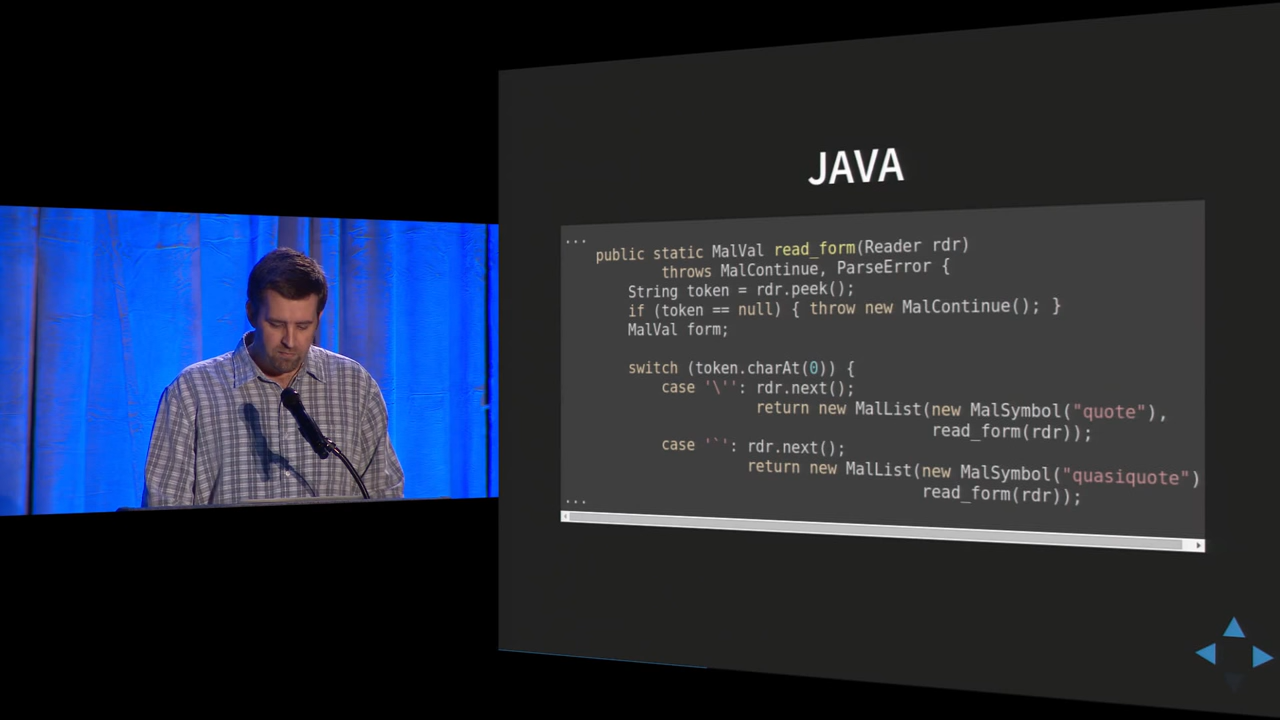 JAVA
...
public static MalVal read_form(Reader rdr)
throws MalContinue, ParseError {
String token = rdr.peek();
if (token == null) { throw new MalContinue(); }
MalVal form;
switch (token.charAt(0)) {
case '\'': rdr.next();
return new MalList(new MalSymbol("quote"),
read_form(rdr));
case '`': rdr.next();
return new MalList(new MalSymbol("quasiquote")
read_form(rdr));
...